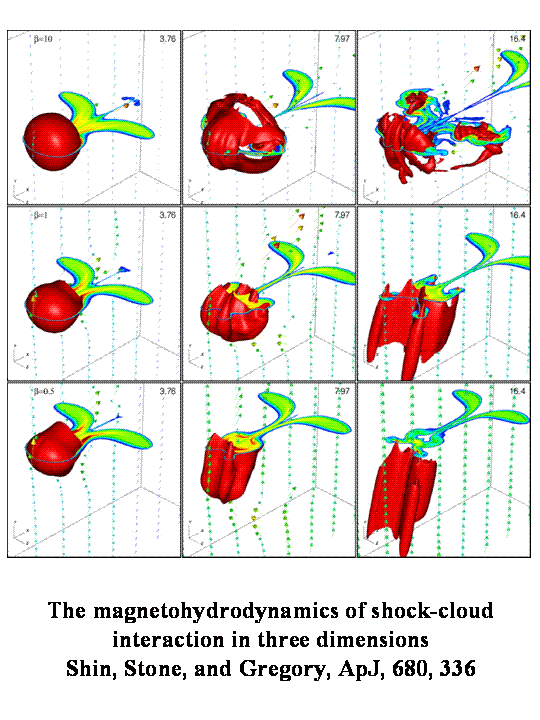 β=10 3.76
7.97
16.4
β=1 3.76
7.97
16.4
β=0.5 3.76
7.97
16.4
The magnetohydrodynamics of shock-cloud
interaction in three dimensions
Shin, Stone, and Gregory, ApJ, 680, 336